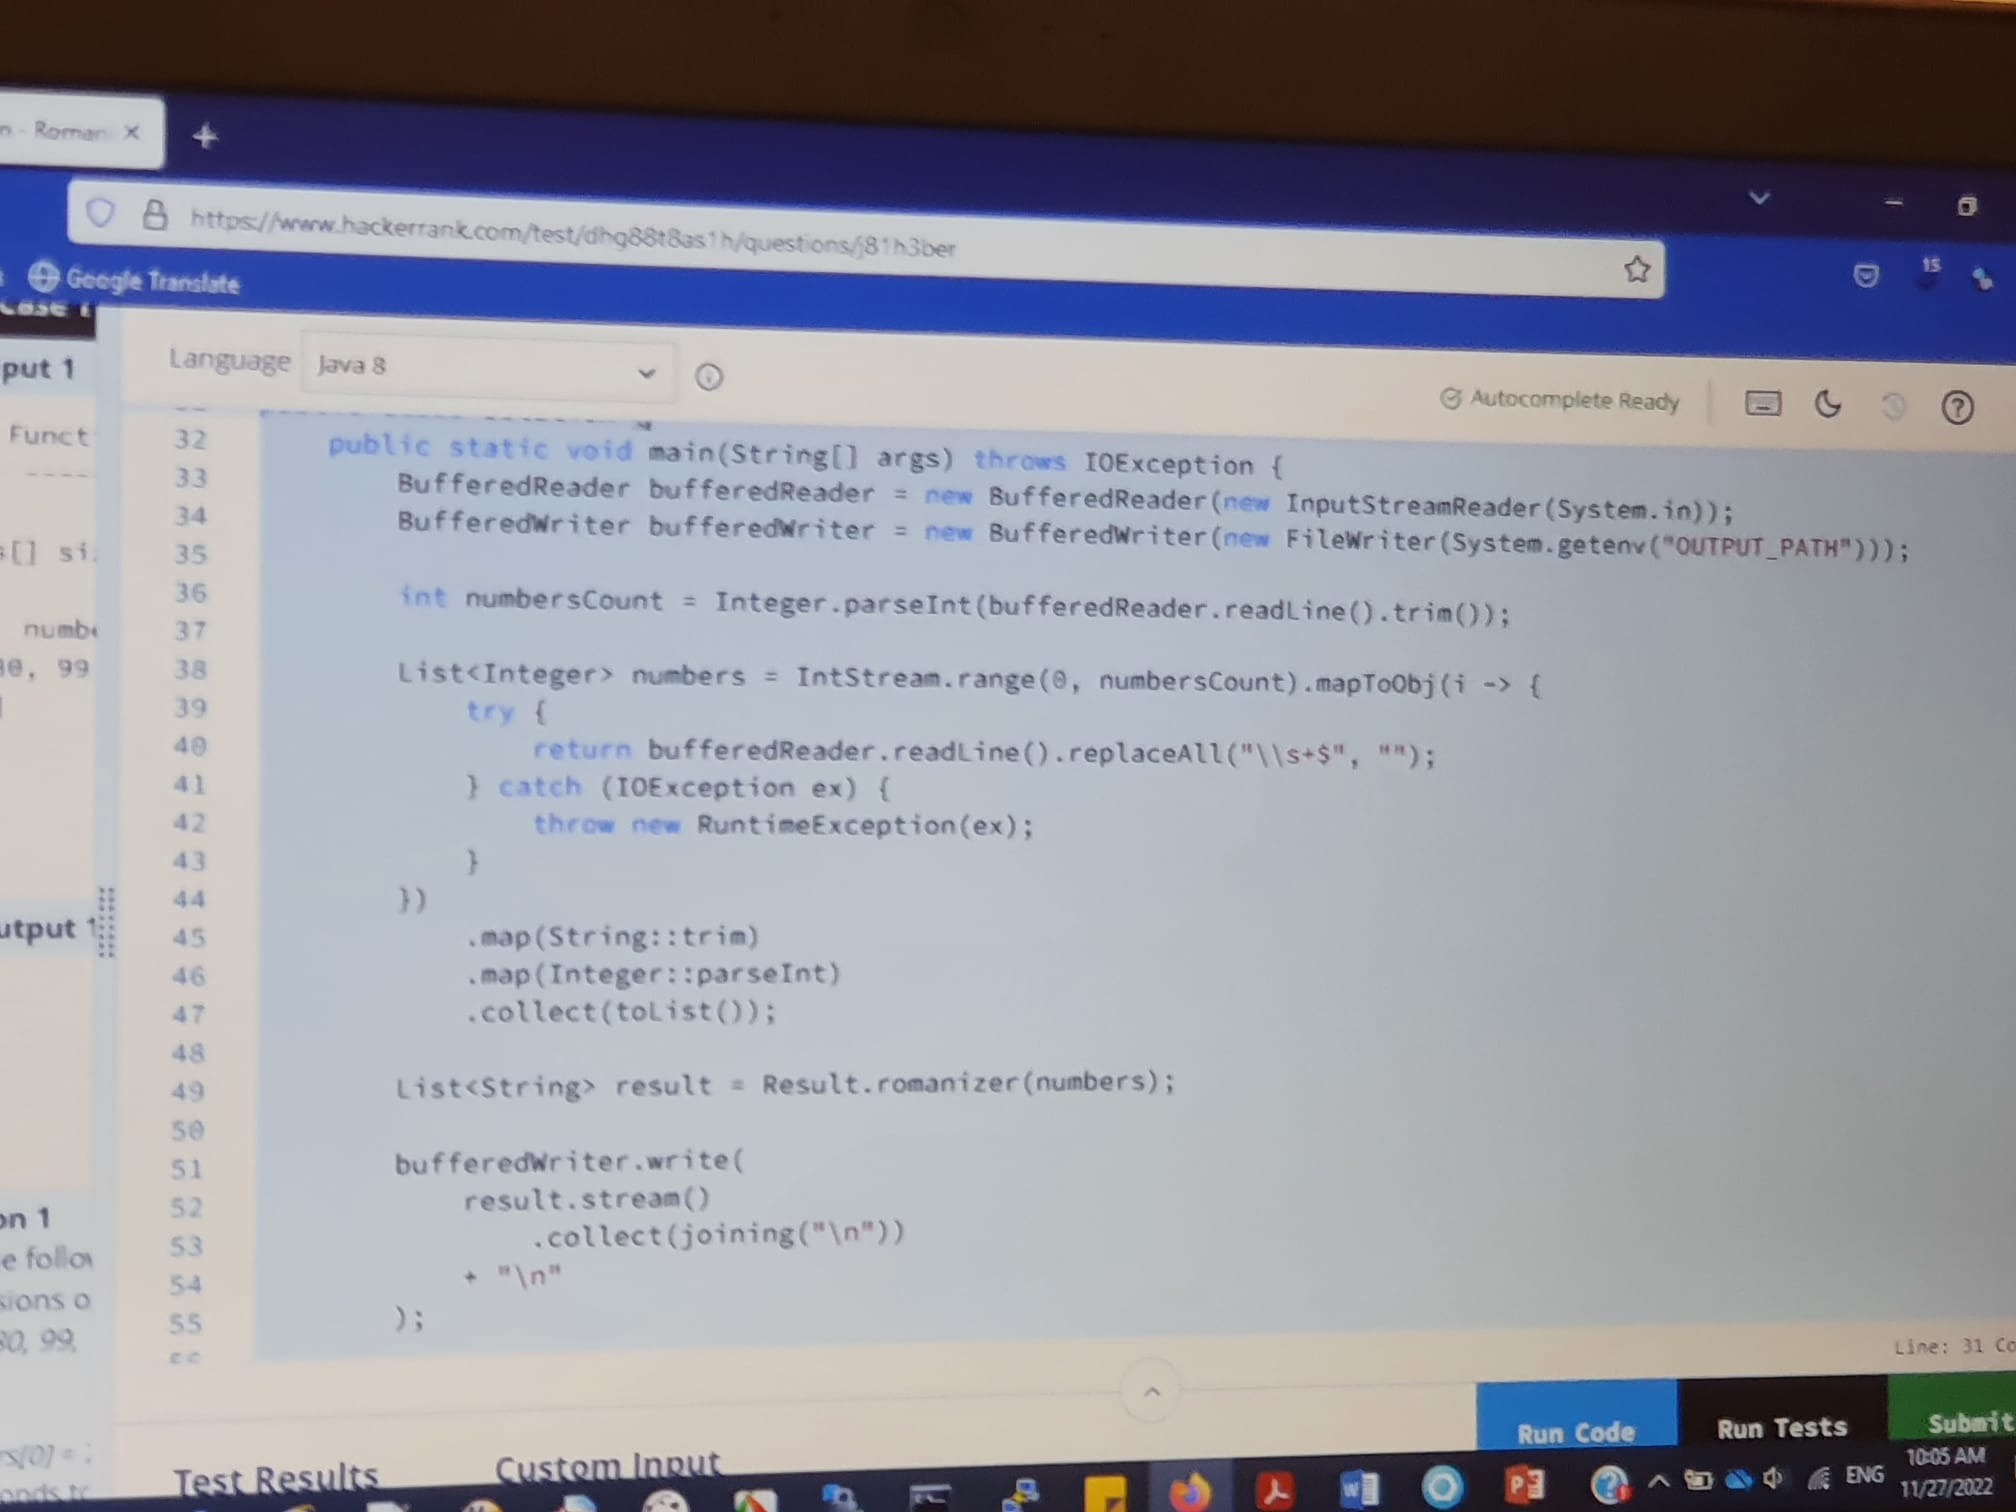 n - Roman ×
+
https://www.hackerrank.com/test/dhg88t8as1h/questions/j81h3ber
15
Google Translate
Case 1
put 1
Language
Java 8
Autocomplete Ready
Funct
-----
s[] si
numbe
99
utput 1
on 1
e follow
sions o
30, 99,
rs[0] =
32 public static void main(String[] args) throws IOException {
33 BufferedReader bufferedReader = new BufferedReader(new InputStreamReader(System.in));
34 BufferedWriter bufferedWriter = new BufferedWriter(new FileWriter(System.getenv("OUTPUT_PATH")));
35
36 int numbersCount = Integer.parseInt(bufferedReader.readLine().trim());
37
38 List<Integer> numbers = IntStream.range(0, numbersCount).mapToObj(i -> {
39 try {
40 return bufferedReader.readLine().replaceAll("\\s+$", "");
41 } catch (IOException ex) {
42 throw new RuntimeException(ex);
43 }
44 })
45 .map(String::trim)
46 .map(Integer::parseInt)
47 .collect(toList());
48
49 List<String> result = Result.romanizer(numbers);
50
51 bufferedWriter.write(
52 result.stream()
53 .collect(joining("\n"))
54 + "\n"
55 );
Line: 31 Co
Run Code
Run Tests
Submit
Test Results
Custom Input
ENG
10:05 AM
11/27/2022